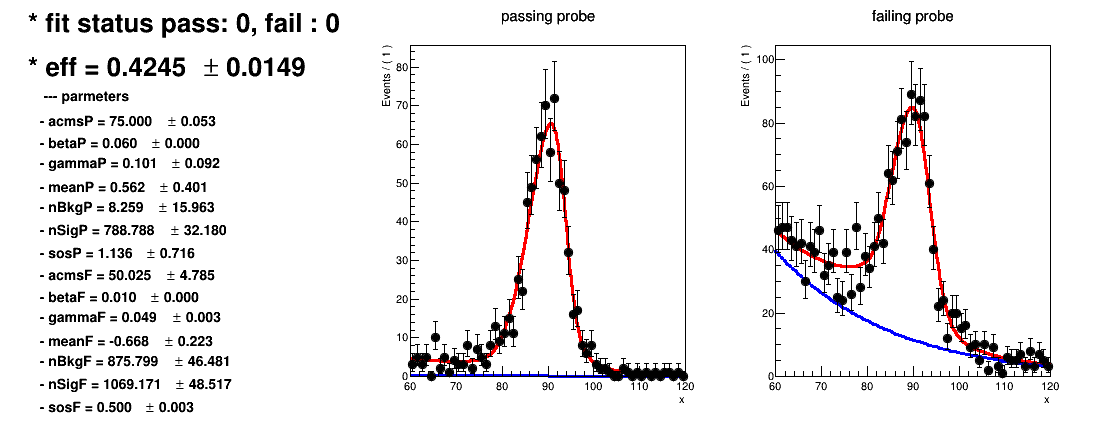 * fit status pass: 0, fail : 0
* eff = 0.4245 ± 0.0149
--- parmeters
- acmsP = 75.000 ± 0.053
- betaP = 0.060 ± 0.000
- gammaP = 0.101 ± 0.092
- meanP = 0.562 ± 0.401
- nBkgP = 8.259 ± 15.963
- nSigP = 788.788 ± 32.180
- sosP = 1.136 ± 0.716
- acmsF = 50.025 ± 4.785
- betaF = 0.010 ± 0.000
- gammaF = 0.049 ± 0.003
- meanF = -0.668 ± 0.223
- nBkgF = 875.799 ± 46.481
- nSigF = 1069.171 ± 48.517
- sosF = 0.500 ± 0.003
passing probe
Events / ( 1 )
80
70
60
50
40
30
20
10
0
60 70 80 90 100 110 120
x
failing probe
Events / ( 1 )
100
80
60
40
20
0
60 70 80 90 100 110 120
x